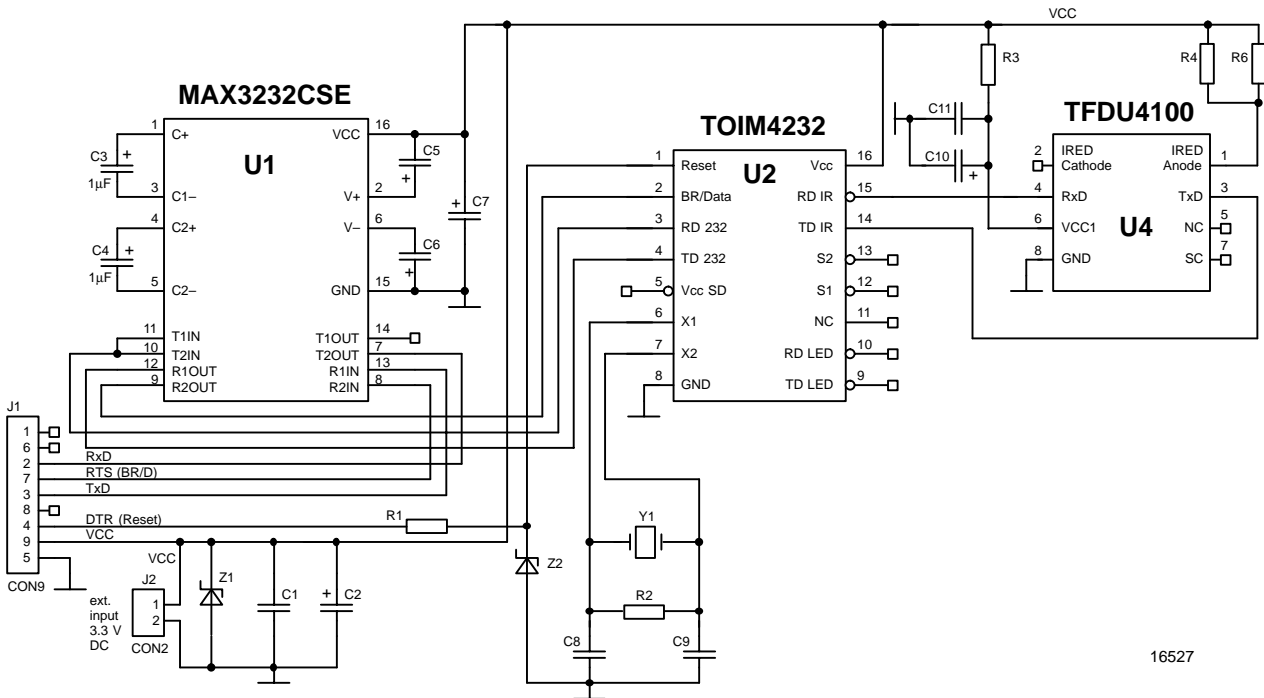 VCC
R3
R4
R6
MAX3232CSE
TOIM4232
TFDU4100
C11
C10
+
1 C+ VCC 16
U1
C3
+
1μF
C5
+
3 C1– V+ 2
4 C2+ V– 6
C4
+
1μF
C6
+
C7
+
5 C2– GND 15
11 T1IN T1OUT 14
10 T2IN T2OUT 7
12 R1OUT R1IN 13
9 R2OUT R2IN 8
1 Reset Vcc 16
U2
2 BR/Data RD IR 15
3 RD 232 TD IR 14
4 TD 232 S2 13
5 Vcc SD S1 12
6 X1 NC 11
7 X2 RD LED 10
8 GND TD LED 9
2 IRED Cathode IRED Anode 1
4 RxD TxD 3
6 VCC1 NC 5
U4
8 GND SC 7
J1
1
6
2 RxD
7 RTS (BR/D)
3 TxD
8
4 DTR (Reset)
9 VCC
5
CON9
R1
Z2
Y1
R2
C8
C9
VCC
J2
1
2
CON2
ext.
input
3.3 V
DC
Z1
C1
+
C2
16527